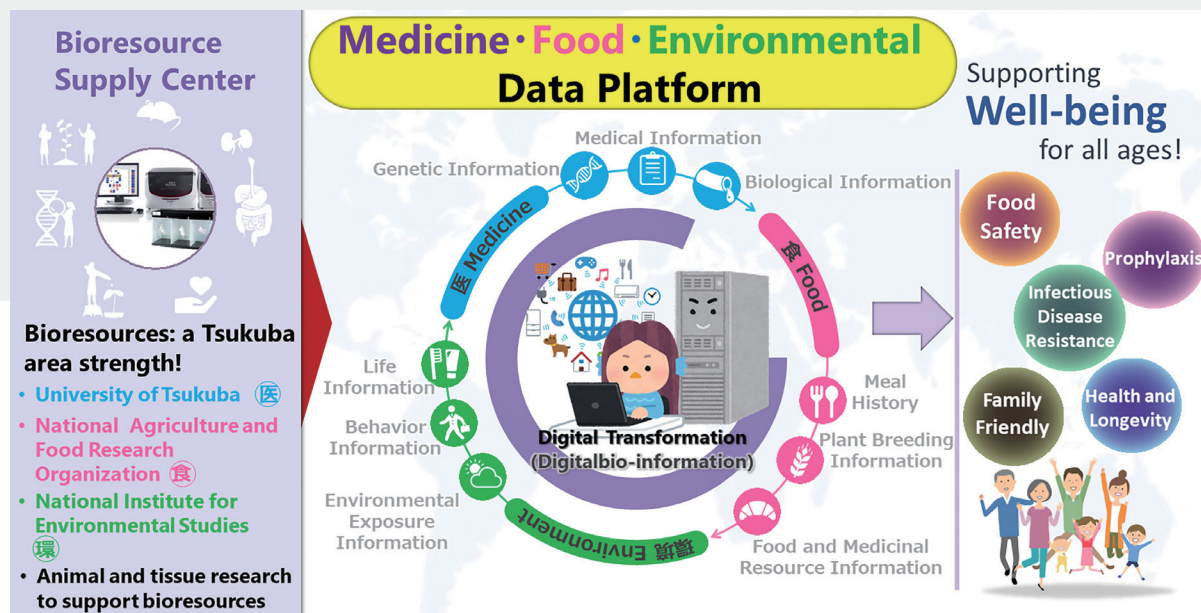 Bioresource
Supply Center
Bioresources: a Tsukuba
area strength!
• University of Tsukuba 医
• National Agriculture and
Food Research
Organization 食
• National Institute for
Environmental Studies
環
• Animal and tissue research
to support bioresources
Medicine・Food・Environmental
Data Platform
Medical Information
Genetic Information
Biological Information
医 Medicine
食 Food
Life
Information
Meal
History
Behavior
Information
Plant Breeding
Information
Digital Transformation
(Digitalbio-information)
Environmental
Exposure
Information
環境 Environment
Food and Medicinal
Resource Information
Supporting
Well-being
for all ages!
Food
Safety
Prophylaxis
Infectious
Disease
Resistance
Family
Friendly
Health and
Longevity